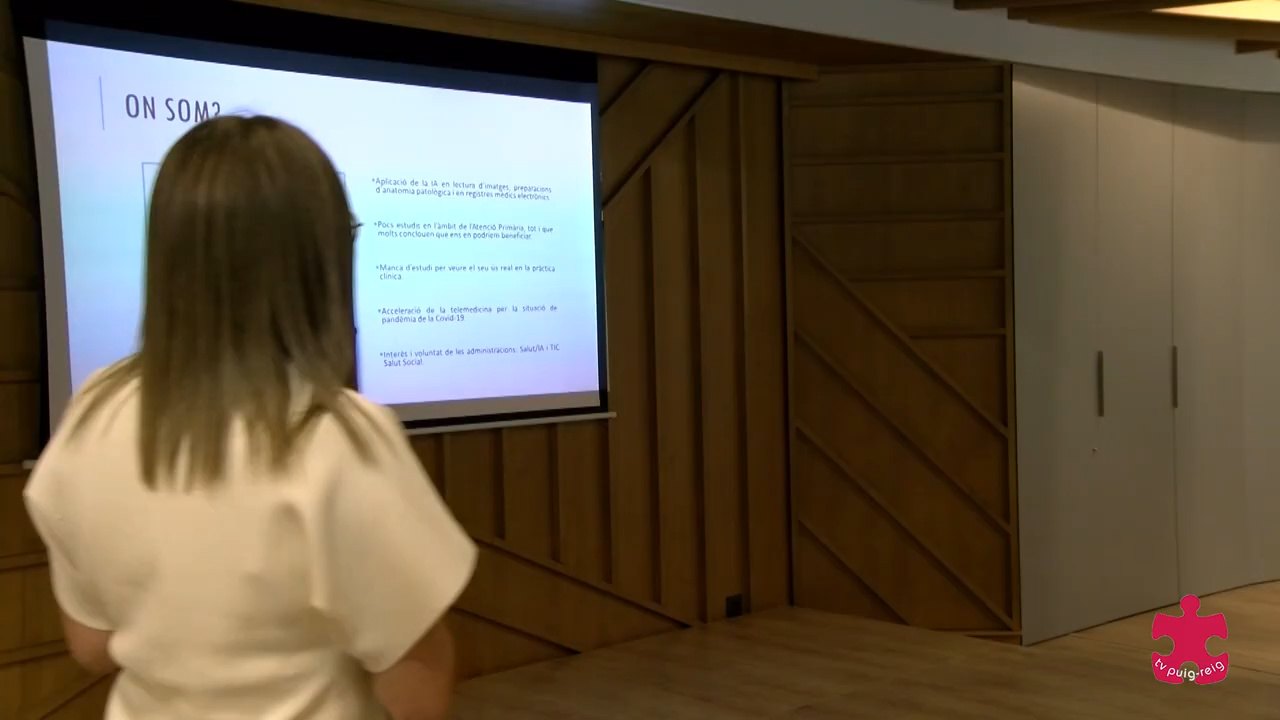 ON SOM?
•Aplicació de la IA en lectura d'imatges, preparacions
d'anatomia patològica i en registres mèdics electrònics
•Pocs estudis en l'àmbit de l'Atenció Primària, tot i que
molts conclouen que ens en podríem beneficiar.
•Manca d'estudi per veure el seu ús real en la pràctica
clínica
•Acceleració de la telemedicina per la situació de
pandèmia de la Covid-19
•Interès i voluntat de les administracions: Salut/IA i TIC
Salut Social.
tv puig-reig